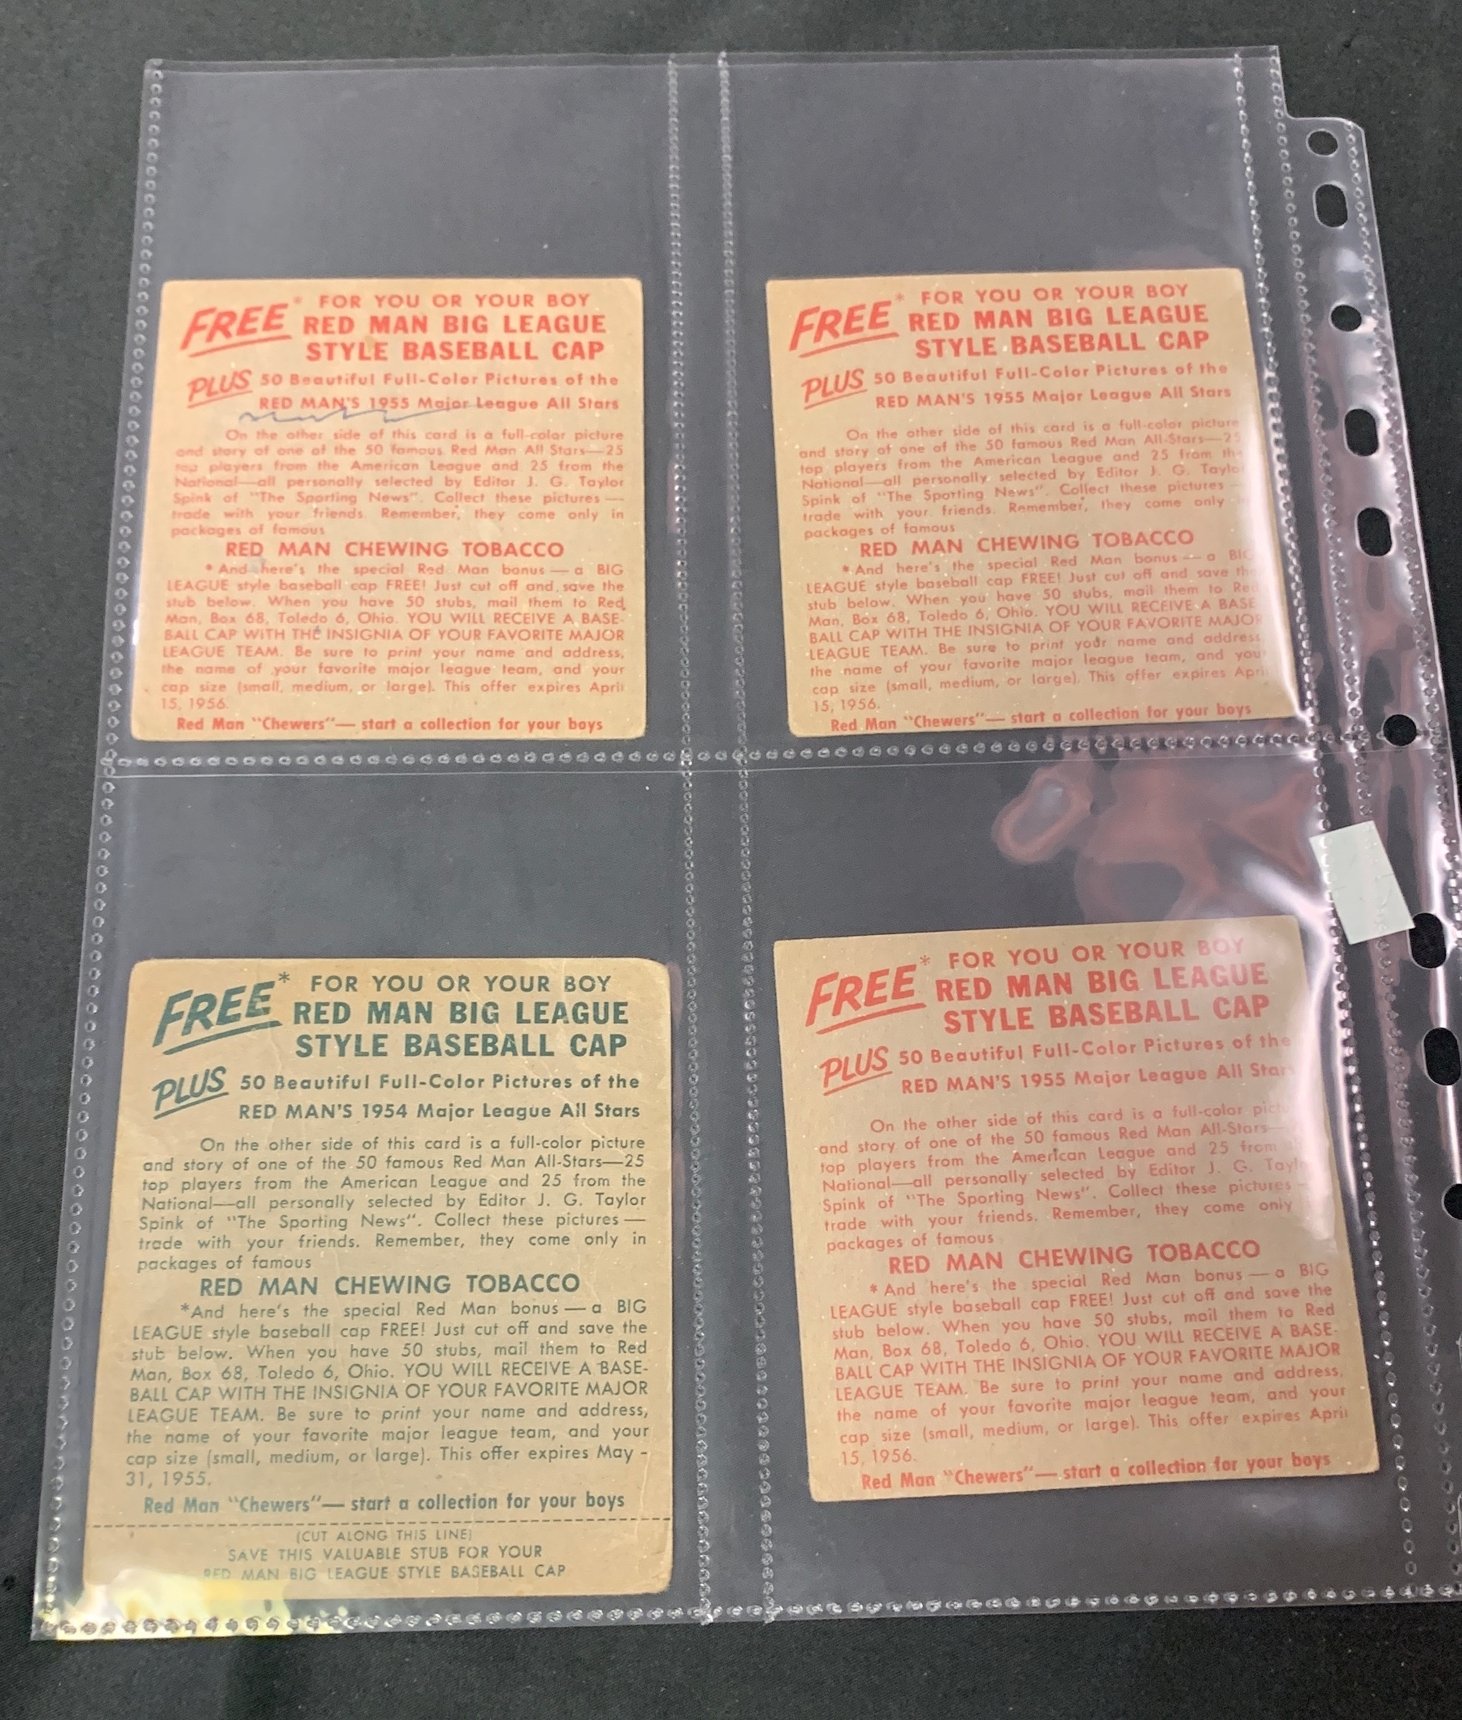 FREE* FOR YOU OR YOUR BOY
RED MAN BIG LEAGUE
STYLE BASEBALL CAP
PLUS 50 Beautiful Full-Color Pictures of the
RED MAN'S 1955 Major League All Stars
On the other side of this card is a full-color picture
and story of one of the 50 famous Red Man All Stars—25
top players from the American League and 25 from the
National—all personally selected by Editor J. G. Taylor
Spink of "The Sporting News". Collect these pictures —
trade with your friends. Remember, they come only in
packages of famous
RED MAN CHEWING TOBACCO
*And here's the special Red Man bonus — a BIG
LEAGUE style baseball cap FREE! Just cut off and save the
stub below. When you have 50 stubs, mail them to Red
Man, Box 68, Toledo 6, Ohio. YOU WILL RECEIVE A BASE-
BALL CAP WITH THE INSIGNIA OF YOUR FAVORITE MAJOR
LEAGUE TEAM. Be sure to print your name and address,
the name of your favorite major league team, and your
cap size (small, medium, or large). This offer expires April
15, 1956.
Red Man "Chewers"— start a collection for your boys
FREE* FOR YOU OR YOUR BOY
RED MAN BIG LEAGUE
STYLE BASEBALL CAP
PLUS 50 Beautiful Full-Color Pictures of the
RED MAN'S 1955 Major League All Stars
On the other side of this card is a full-color picture
and story of one of the 50 famous Red Man All-Stars—25
top players from the American League and 25 from the
National—all personally selected by Editor J. G. Taylo
Spink of "The Sporting News". Collect these pictures —
trade with your friends. Remember, they come only
packages of famous
RED MAN CHEWING TOBACCO
*And here's the special Red Man bonus — a BIG
LEAGUE style baseball cap FREE! Just cut off and save the
stub below. When you have 50 stubs, mail them to Red
Man, Box 68, Toledo 6, Ohio. YOU WILL RECEIVE A BASE
BALL CAP WITH THE INSIGNIA OF YOUR FAVORITE MAJOR
LEAGUE TEAM. Be sure to print your name and address
the name of your favorite major league team, and you
cap size (small, medium, or large). This offer expires Apri
15, 1956.
Red Man "Chewers"— start a collection for your boys
FREE* FOR YOU OR YOUR BOY
RED MAN BIG LEAGUE
STYLE BASEBALL CAP
PLUS 50 Beautiful Full-Color Pictures of the
RED MAN'S 1954 Major League All Stars
On the other side of this card is a full-color picture
and story of one of the 50 famous Red Man All-Stars—25
top players from the American League and 25 from the
National—all personally selected by Editor J. G. Taylor
Spink of "The Sporting News". Collect these pictures —
trade with your friends. Remember, they come only in
packages of famous
RED MAN CHEWING TOBACCO
*And here's the special Red Man bonus — a BIG
LEAGUE style baseball cap FREE! Just cut off and save the
stub below. When you have 50 stubs, mail them to Red
Man, Box 68, Toledo 6, Ohio. YOU WILL RECEIVE A BASE-
BALL CAP WITH THE INSIGNIA OF YOUR FAVORITE MAJOR
LEAGUE TEAM. Be sure to print your name and address,
the name of your favorite major league team, and your
cap size (small, medium, or large). This offer expires May
31, 1955.
Red Man "Chewers"— start a collection for your boys
(CUT ALONG THIS LINE)
SAVE THIS VALUABLE STUB FOR YOUR
RED MAN BIG LEAGUE STYLE BASEBALL CAP
FREE* FOR YOU OR YOUR BOY
RED MAN BIG LEAGUE
STYLE BASEBALL CAP
PLUS 50 Beautiful Full-Color Pictures of the
RED MAN'S 1955 Major League All Stars
On the other side of this card is a full-color
and story of one of the 50 famous Red Man All-Stars—
top players from the American League and 25 from
National—all personally selected by Editor J. G. Taylo
Spink of "The Sporting News". Collect these pictures —
trade with your friends. Remember, they come only
packages of famous
RED MAN CHEWING TOBACCO
*And here's the special Red Man bonus — a BIG
LEAGUE style baseball cap FREE! Just cut off and save the
stub below. When you have 50 stubs, mail them to Red
Man, Box 68, Toledo 6, Ohio. YOU WILL RECEIVE A BASE-
BALL CAP WITH THE INSIGNIA OF YOUR FAVORITE MAJOR
LEAGUE TEAM. Be sure to print your name and address,
the name of your favorite major league team, and your
cap size (small, medium, or large). This offer expires April
15, 1956.
Red Man "Chewers"— start a collection for your boys